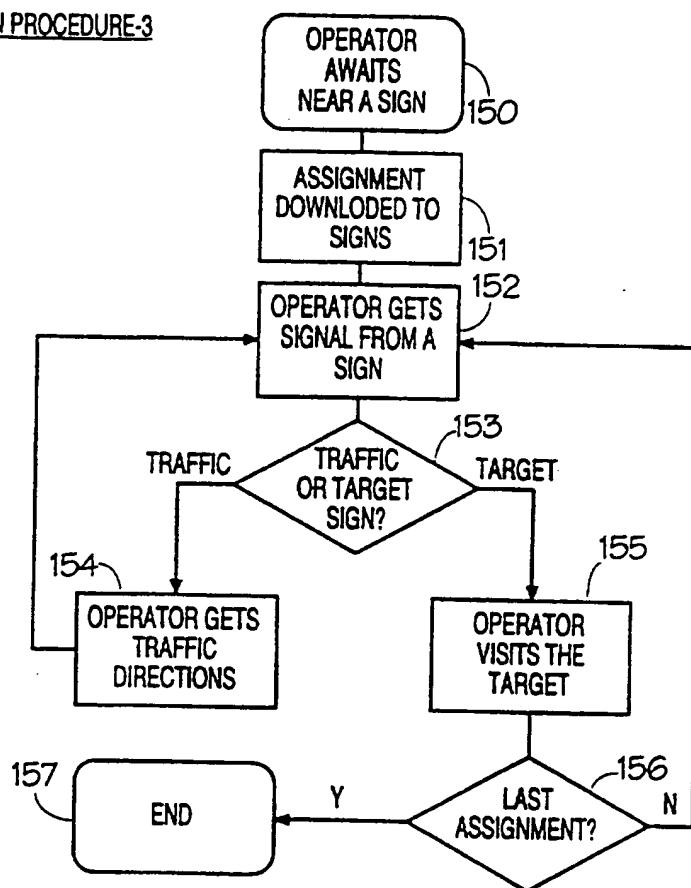 PROCEDURE-3
OPERATOR
AWAITS
NEAR A SIGN
150
ASSIGNMENT
DOWNLODED TO
SIGNS
151
152
OPERATOR GETS
SIGNAL FROM A
SIGN
153
TRAFFIC
TRAFFIC
OR TARGET
SIGN?
TARGET
154
OPERATOR GETS
TRAFFIC
DIRECTIONS
155
OPERATOR
VISITS THE
TARGET
157
END
Y
156
LAST
ASSIGNMENT?
N